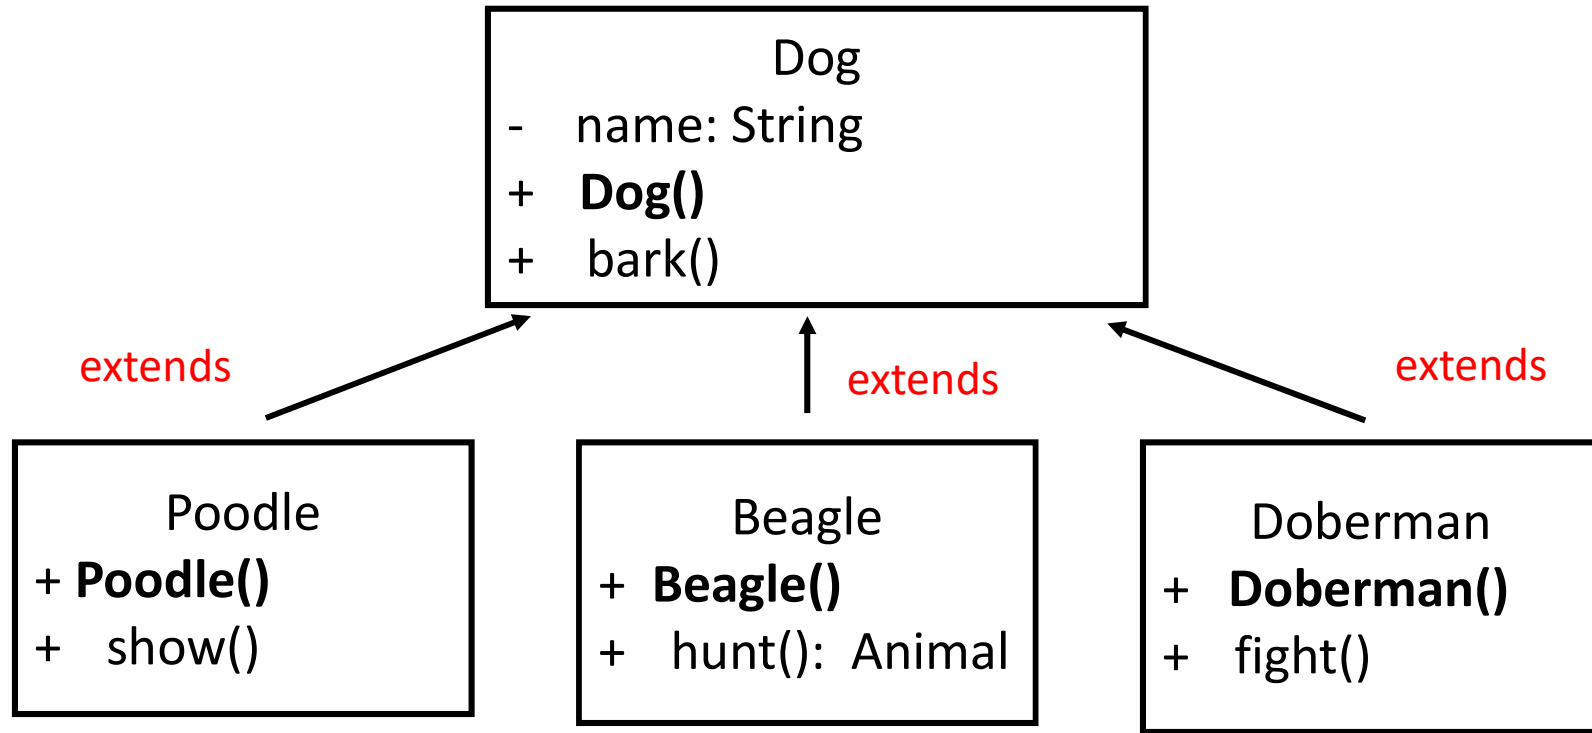 Dog
- name: String
+ Dog()
+ bark()
extends
extends
extends
Poodle
+ Poodle()
+ show()
Beagle
+ Beagle()
+ hunt(): Animal
Doberman
+ Doberman()
+ fight()